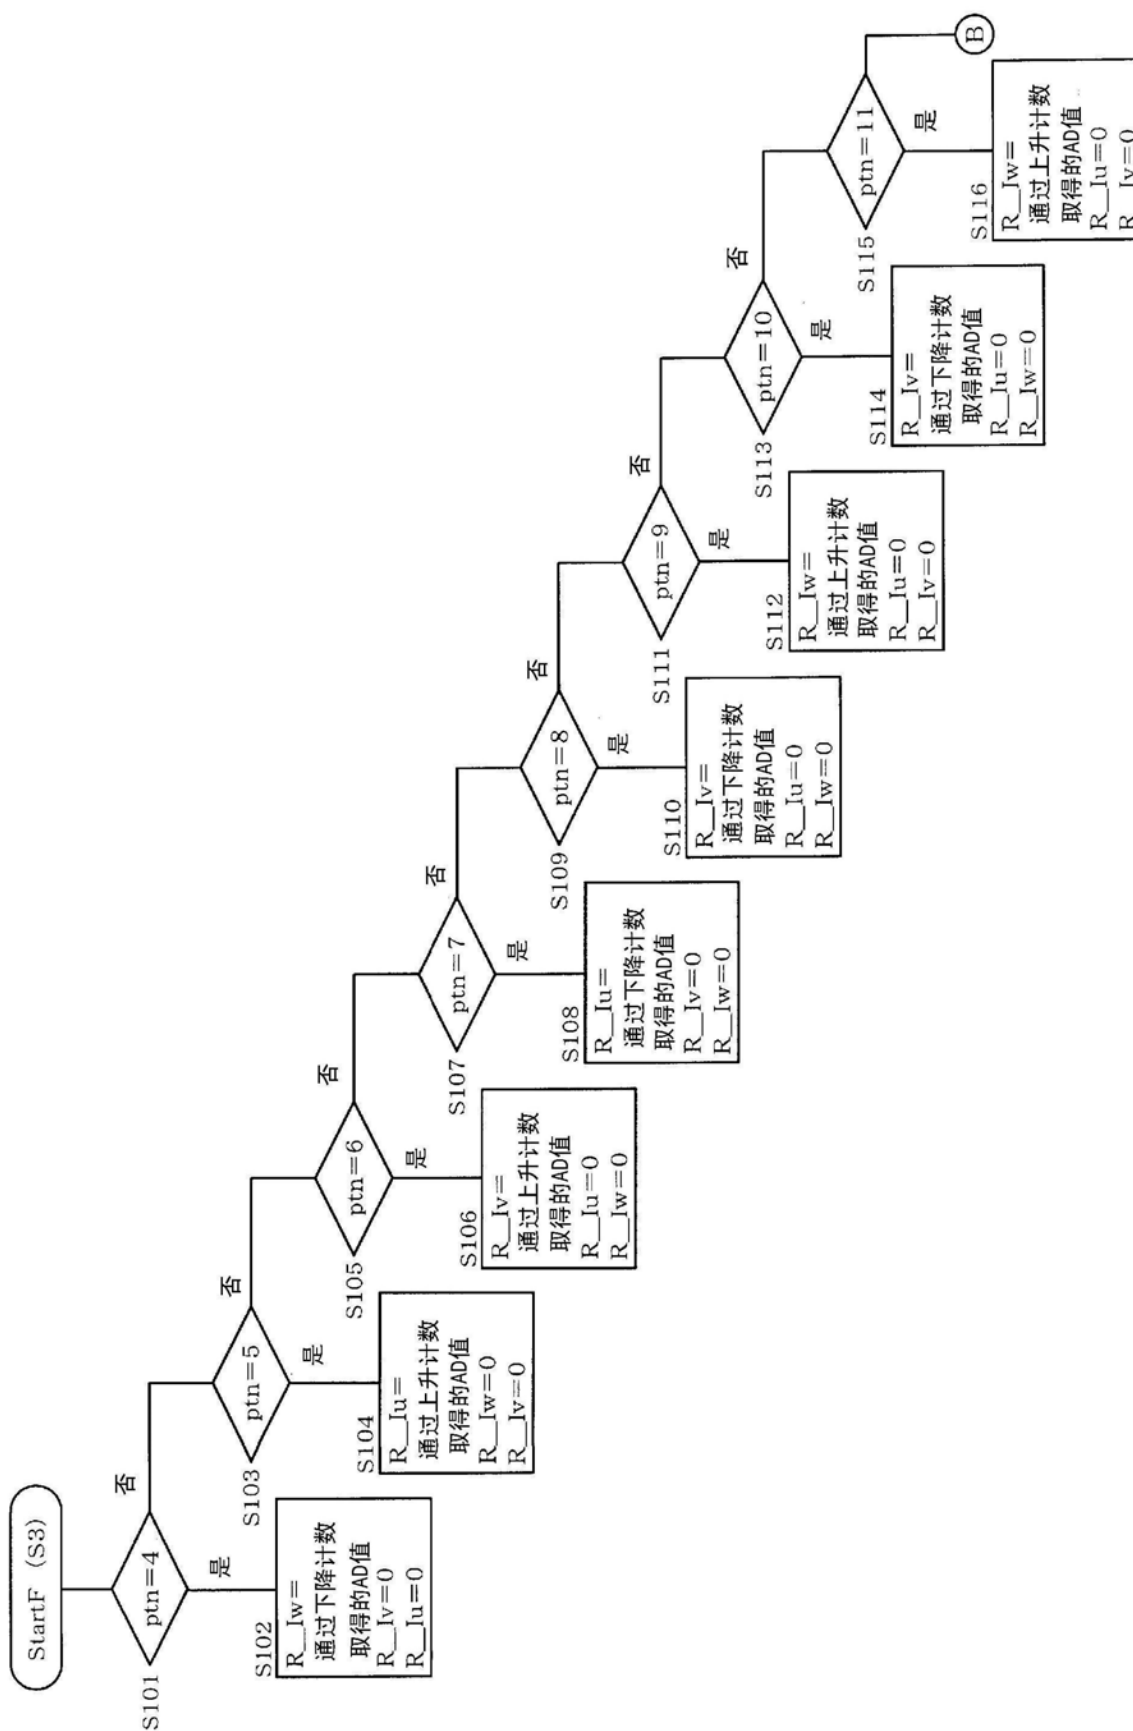 StartF (S3)
S101
ptn=4
否
是
S102
R_Iw=
通过下降计数
取得的AD值
R_Iv=0
R_Iu=0
S103
ptn=5
否
是
S104
R_Iu=
通过上升计数
取得的AD值
R_Iw=0
R_Iv=0
S105
ptn=6
否
是
S106
R_Iv=
通过上升计数
取得的AD值
R_Iu=0
R_Iw=0
S107
ptn=7
否
是
S108
R_Iu=
通过下降计数
取得的AD值
R_Iv=0
R_Iw=0
S109
ptn=8
否
是
S110
R_Iv=
通过下降计数
取得的AD值
R_Iu=0
R_Iw=0
S111
ptn=9
否
是
S112
R_Iw=
通过上升计数
取得的AD值
R_Iu=0
R_Iv=0
S113
ptn=10
否
是
S114
R_Iv=
通过下降计数
取得的AD值
R_Iu=0
R_Iw=0
S115
ptn=11
是
S116
R_Iw=
通过上升计数
取得的AD值
R_Iu=0
R_Iv=0
B